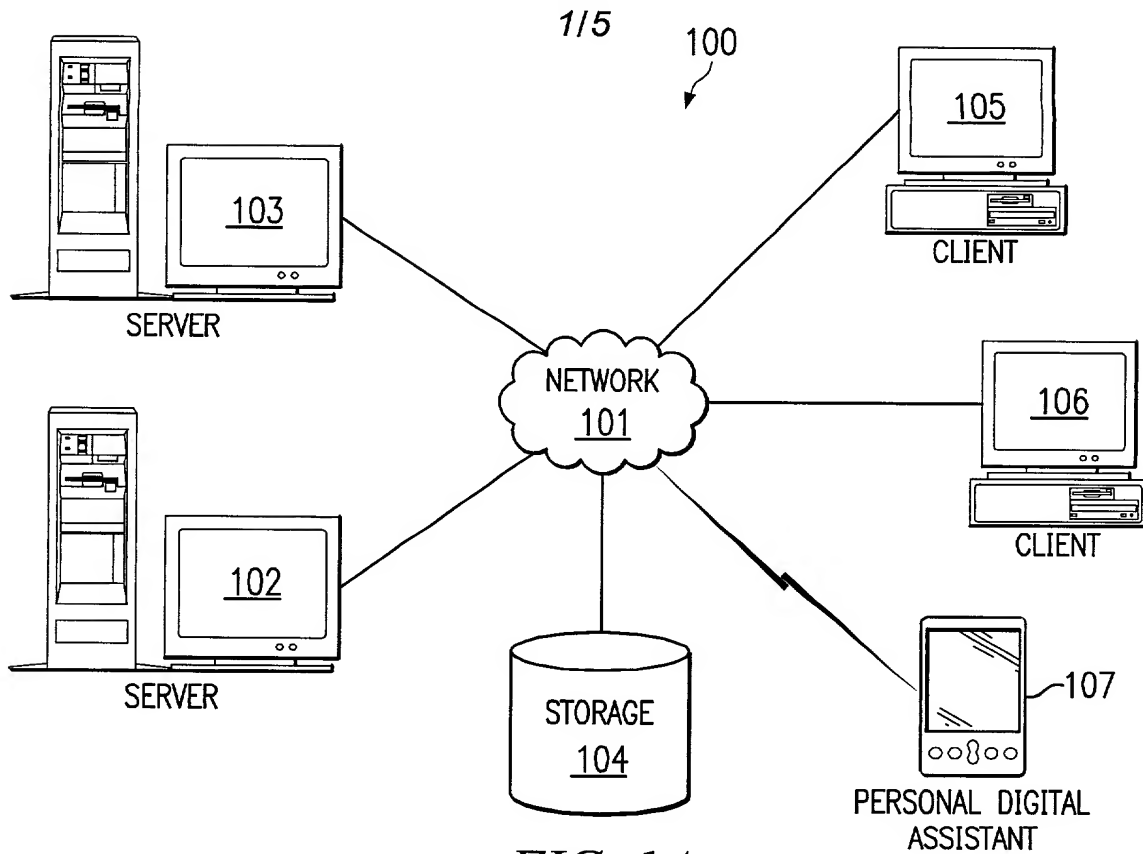 1/5
100
103
SERVER
105
CLIENT
NETWORK
101
106
CLIENT
102
SERVER
STORAGE
104
107
PERSONAL DIGITAL
ASSISTANT